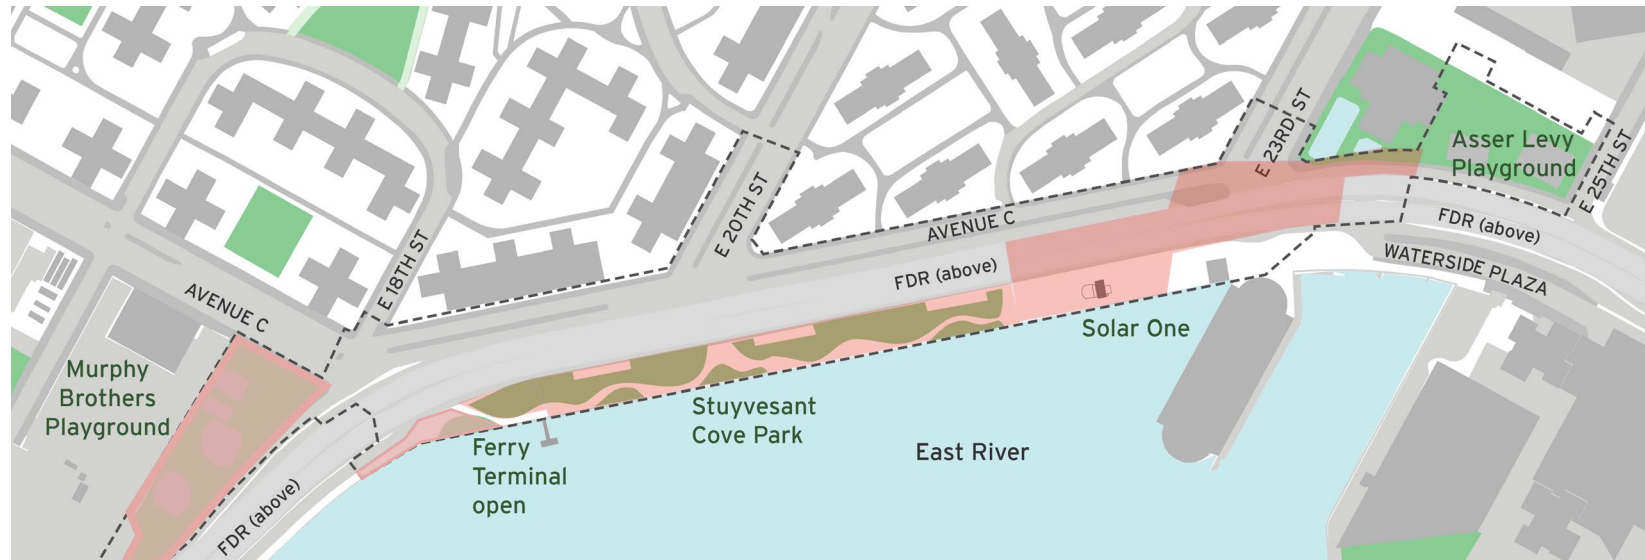 E 23RD ST
Asser Levy
Playground
E 25TH ST
E 20TH ST
AVENUE C
FDR (above)
FDR (above)
WATERSIDE PLAZA
E 18TH ST
AVENUE C
Solar One
Murphy
Brothers
Playground
Stuyvesant
Cove Park
Ferry
Terminal
open
East River
FDR (above)